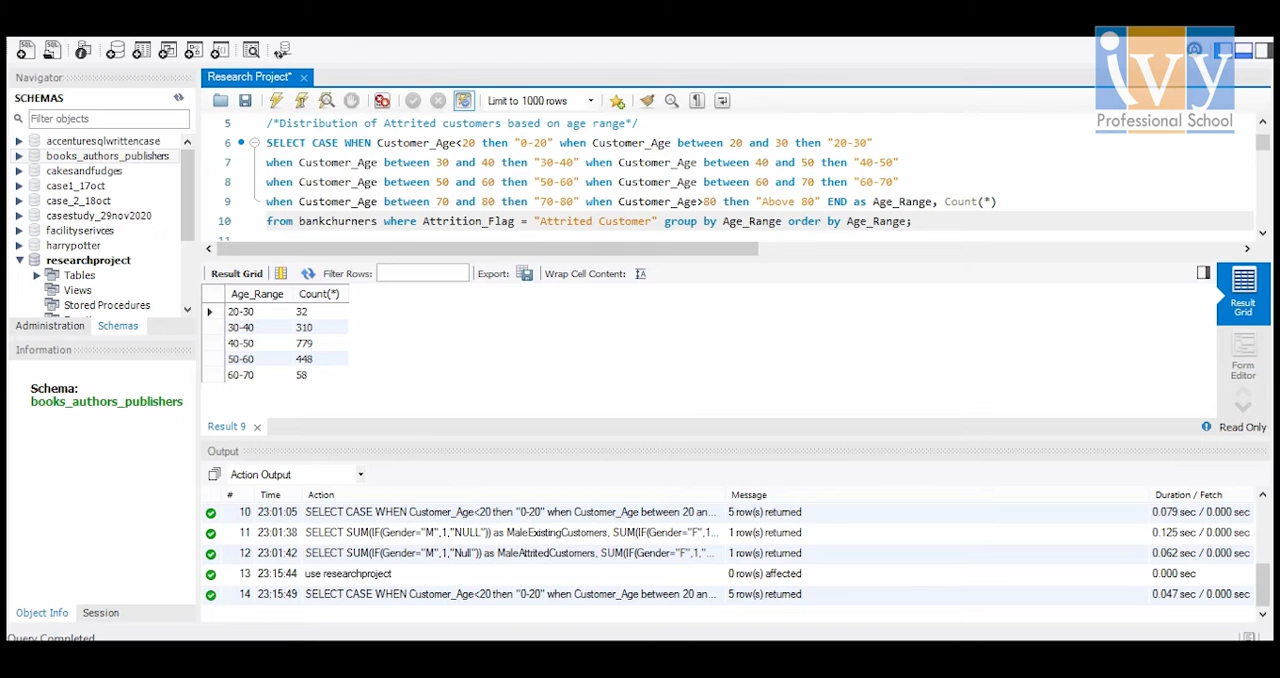 ivy
Professional School
Navigator
Research Project*
SCHEMAS
Limit to 1000 rows
Filter objects
5 /*Distribution of Attrited customers based on age range*/
6 SELECT CASE WHEN Customer_Age<20 then "0-20" when Customer_Age between 20 and 30 then "20-30"
7 when Customer_Age between 30 and 40 then "30-40" when Customer_Age between 40 and 50 then "40-50"
8 when Customer_Age between 50 and 60 then "50-60" when Customer_Age between 60 and 70 then "60-70"
9 when Customer_Age between 70 and 80 then "70-80" when Customer_Age>80 then "Above 80" END as Age_Range, Count(*)
10 from bankchurners where Attrition_Flag = "Attrited Customer" group by Age_Range order by Age_Range;
accenturesqlwrittencase
books_authors_publishers
cakesandfudges
case1_17oct
case_2_18oct
casestudy_29nov2020
facilityserivces
harrypotter
researchproject
Tables
Views
Stored Procedures
Administration Schemas
Information
Schema:
books_authors_publishers
Object Info Session
Query Completed
Result Grid Filter Rows: Export: Wrap Cell Content:
Age_Range Count(*)
20-30 32
30-40 310
40-50 779
50-60 448
60-70 58
Result
Grid
Form
Editor
Result 9
Read Only
Output
Action Output
# Time Action Message Duration / Fetch
10 23:01:05 SELECT CASE WHEN Customer_Age<20 then "0-20" when Customer_Age between 20 an... 5 row(s) returned 0.079 sec / 0.000 sec
11 23:01:38 SELECT SUM(IF(Gender="M",1,"NULL")) as MaleExistingCustomers, SUM(IF(Gender="F",1... 1 row(s) returned 0.125 sec / 0.000 sec
12 23:01:42 SELECT SUM(IF(Gender="M",1,"Null")) as MaleAttritedCustomers, SUM(IF(Gender="F",1,"... 1 row(s) returned 0.062 sec / 0.000 sec
13 23:15:44 use researchproject 0 row(s) affected 0.000 sec
14 23:15:49 SELECT CASE WHEN Customer_Age<20 then "0-20" when Customer_Age between 20 an... 5 row(s) returned 0.047 sec / 0.000 sec